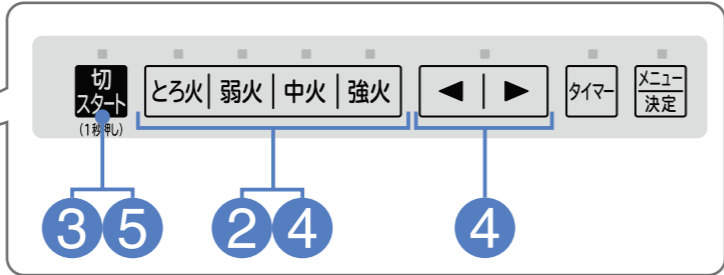 切
スタート
(1秒押し)
とろ火 弱火 中火 強火
◀ ▶
タイマー
メニュー
決定
3 5
2 4
4